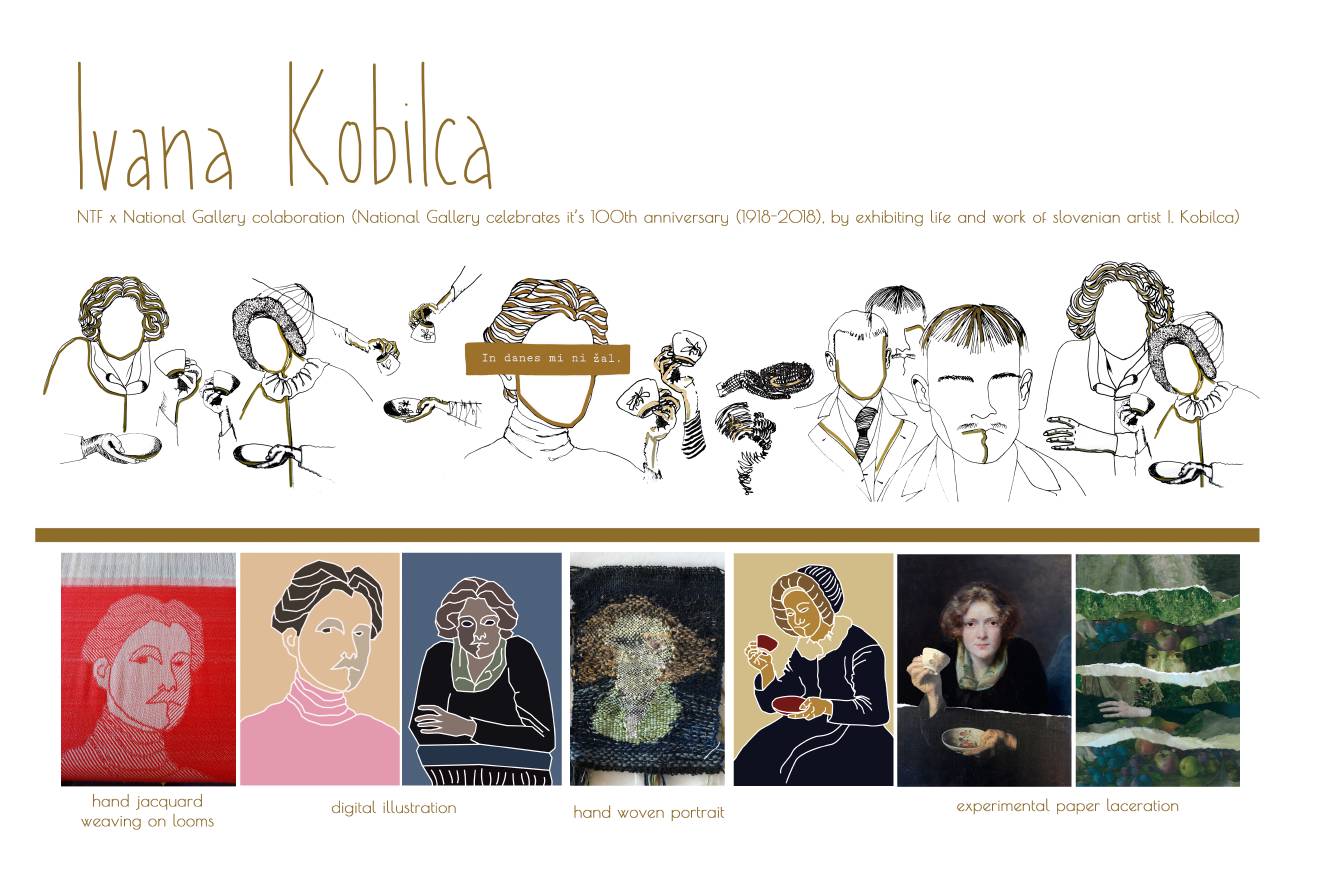 Ivana Kobilca
NTF x National Gallery colaboration (National Gallery celebrates it's 100th anniversary (1918-2018), by exhibiting life and work of slovenian artist I. Kobilca)
In danes mi ni žal.
hand jacquard
weaving on looms
digital illustration
hand woven portrait
experimental paper laceration